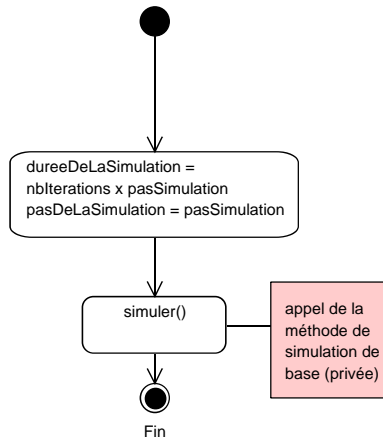 dureeDeLaSimulation =
nbIterations x pasSimulation
pasDeLaSimulation = pasSimulation
simuler()
appel de la
méthode de
simulation de
base (privée)
Fin